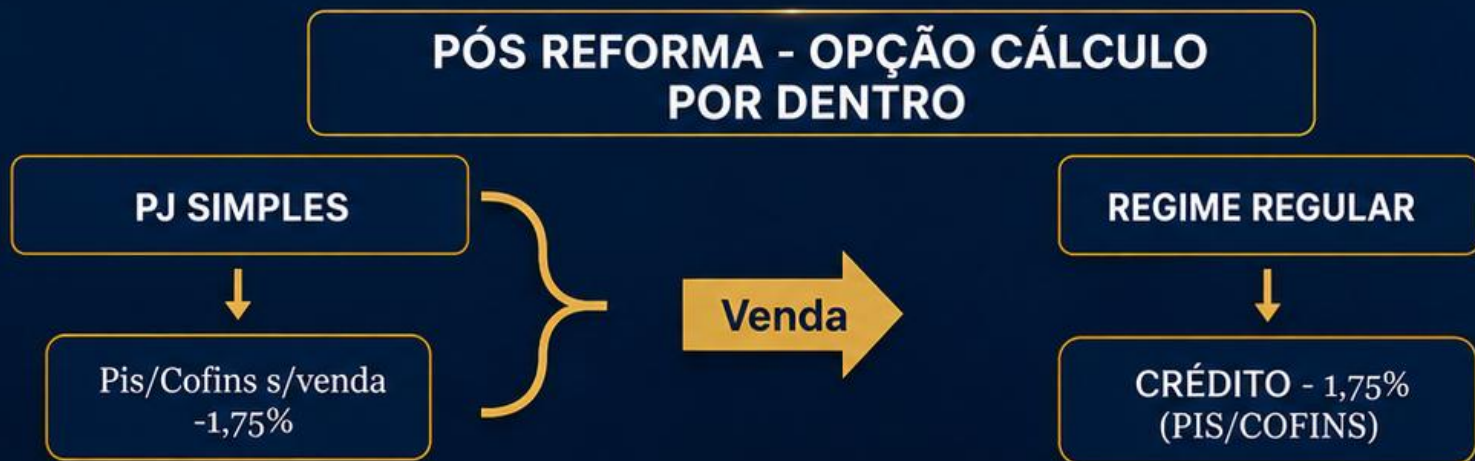 PÓS REFORMA - OPÇÃO CÁLCULO
POR DENTRO
PJ SIMPLES
Pis/Cofins s/venda
-1,75%
Venda
REGIME REGULAR
CRÉDITO - 1,75%
(PIS/COFINS)